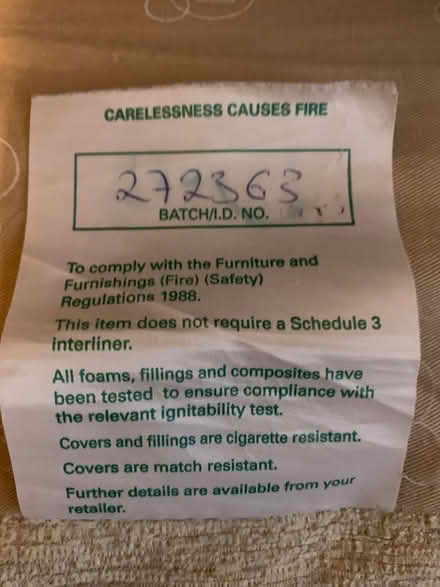 CARELESSNESS CAUSES FIRE
272363
BATCH/I.D. NO.
To comply with the Furniture and
Furnishings (Fire) (Safety)
Regulations 1988.
This item does not require a Schedule 3
interliner.
All foams, fillings and composites have
been tested to ensure compliance with
the relevant ignitability test.
Covers and fillings are cigarette resistant.
Covers are match resistant.
Further details are available from your
retailer.